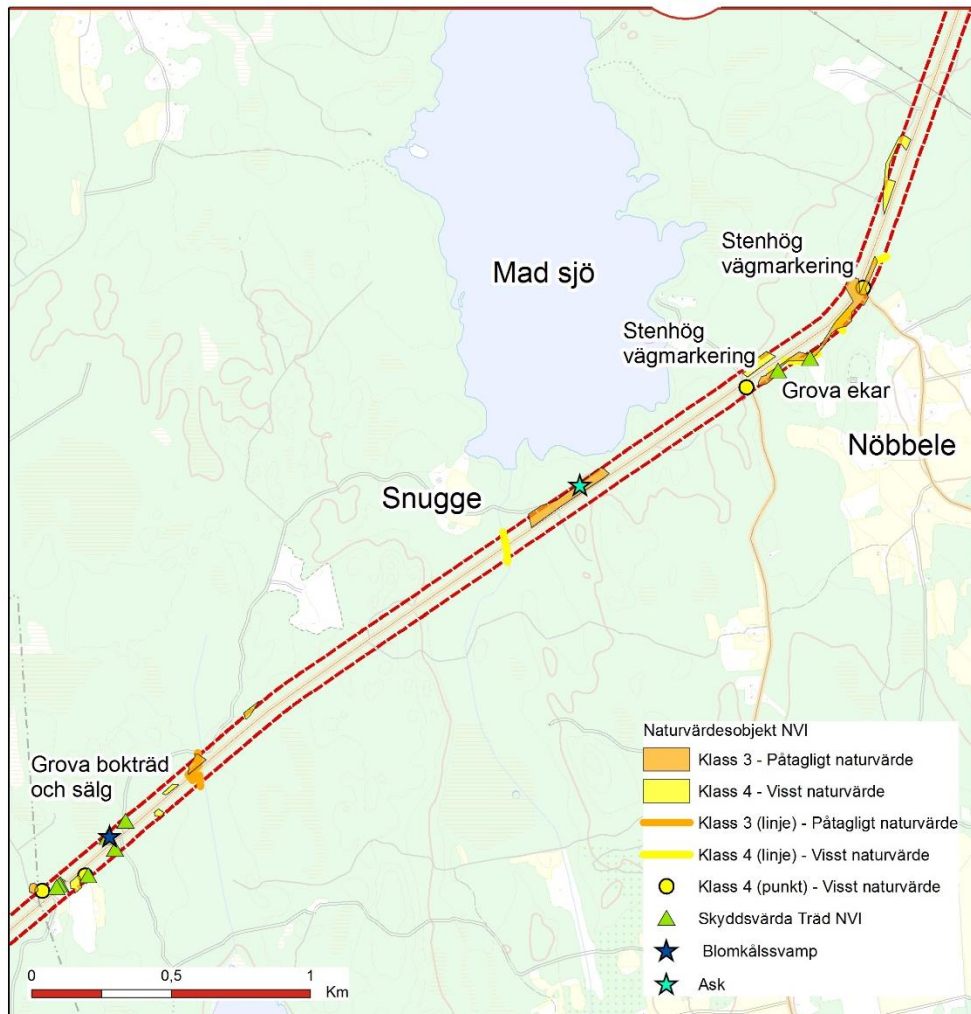 Stenhög
vägmarkering
Mad sjö
Stenhög
vägmarkering
Grova ekar
Nöbbele
Snugge
Grova bokträd
och sälg
Naturvärdesobjekt NVI
Klass 3 - Påtagligt naturvärde
Klass 4 - Visst naturvärde
Klass 3 (linje) - Påtagligt naturvärde
Klass 4 (linje) - Visst naturvärde
Klass 4 (punkt) - Visst naturvärde
Skyddsvärda Träd NVI
Blomkålssvamp
Ask
0 0,5 1
Km